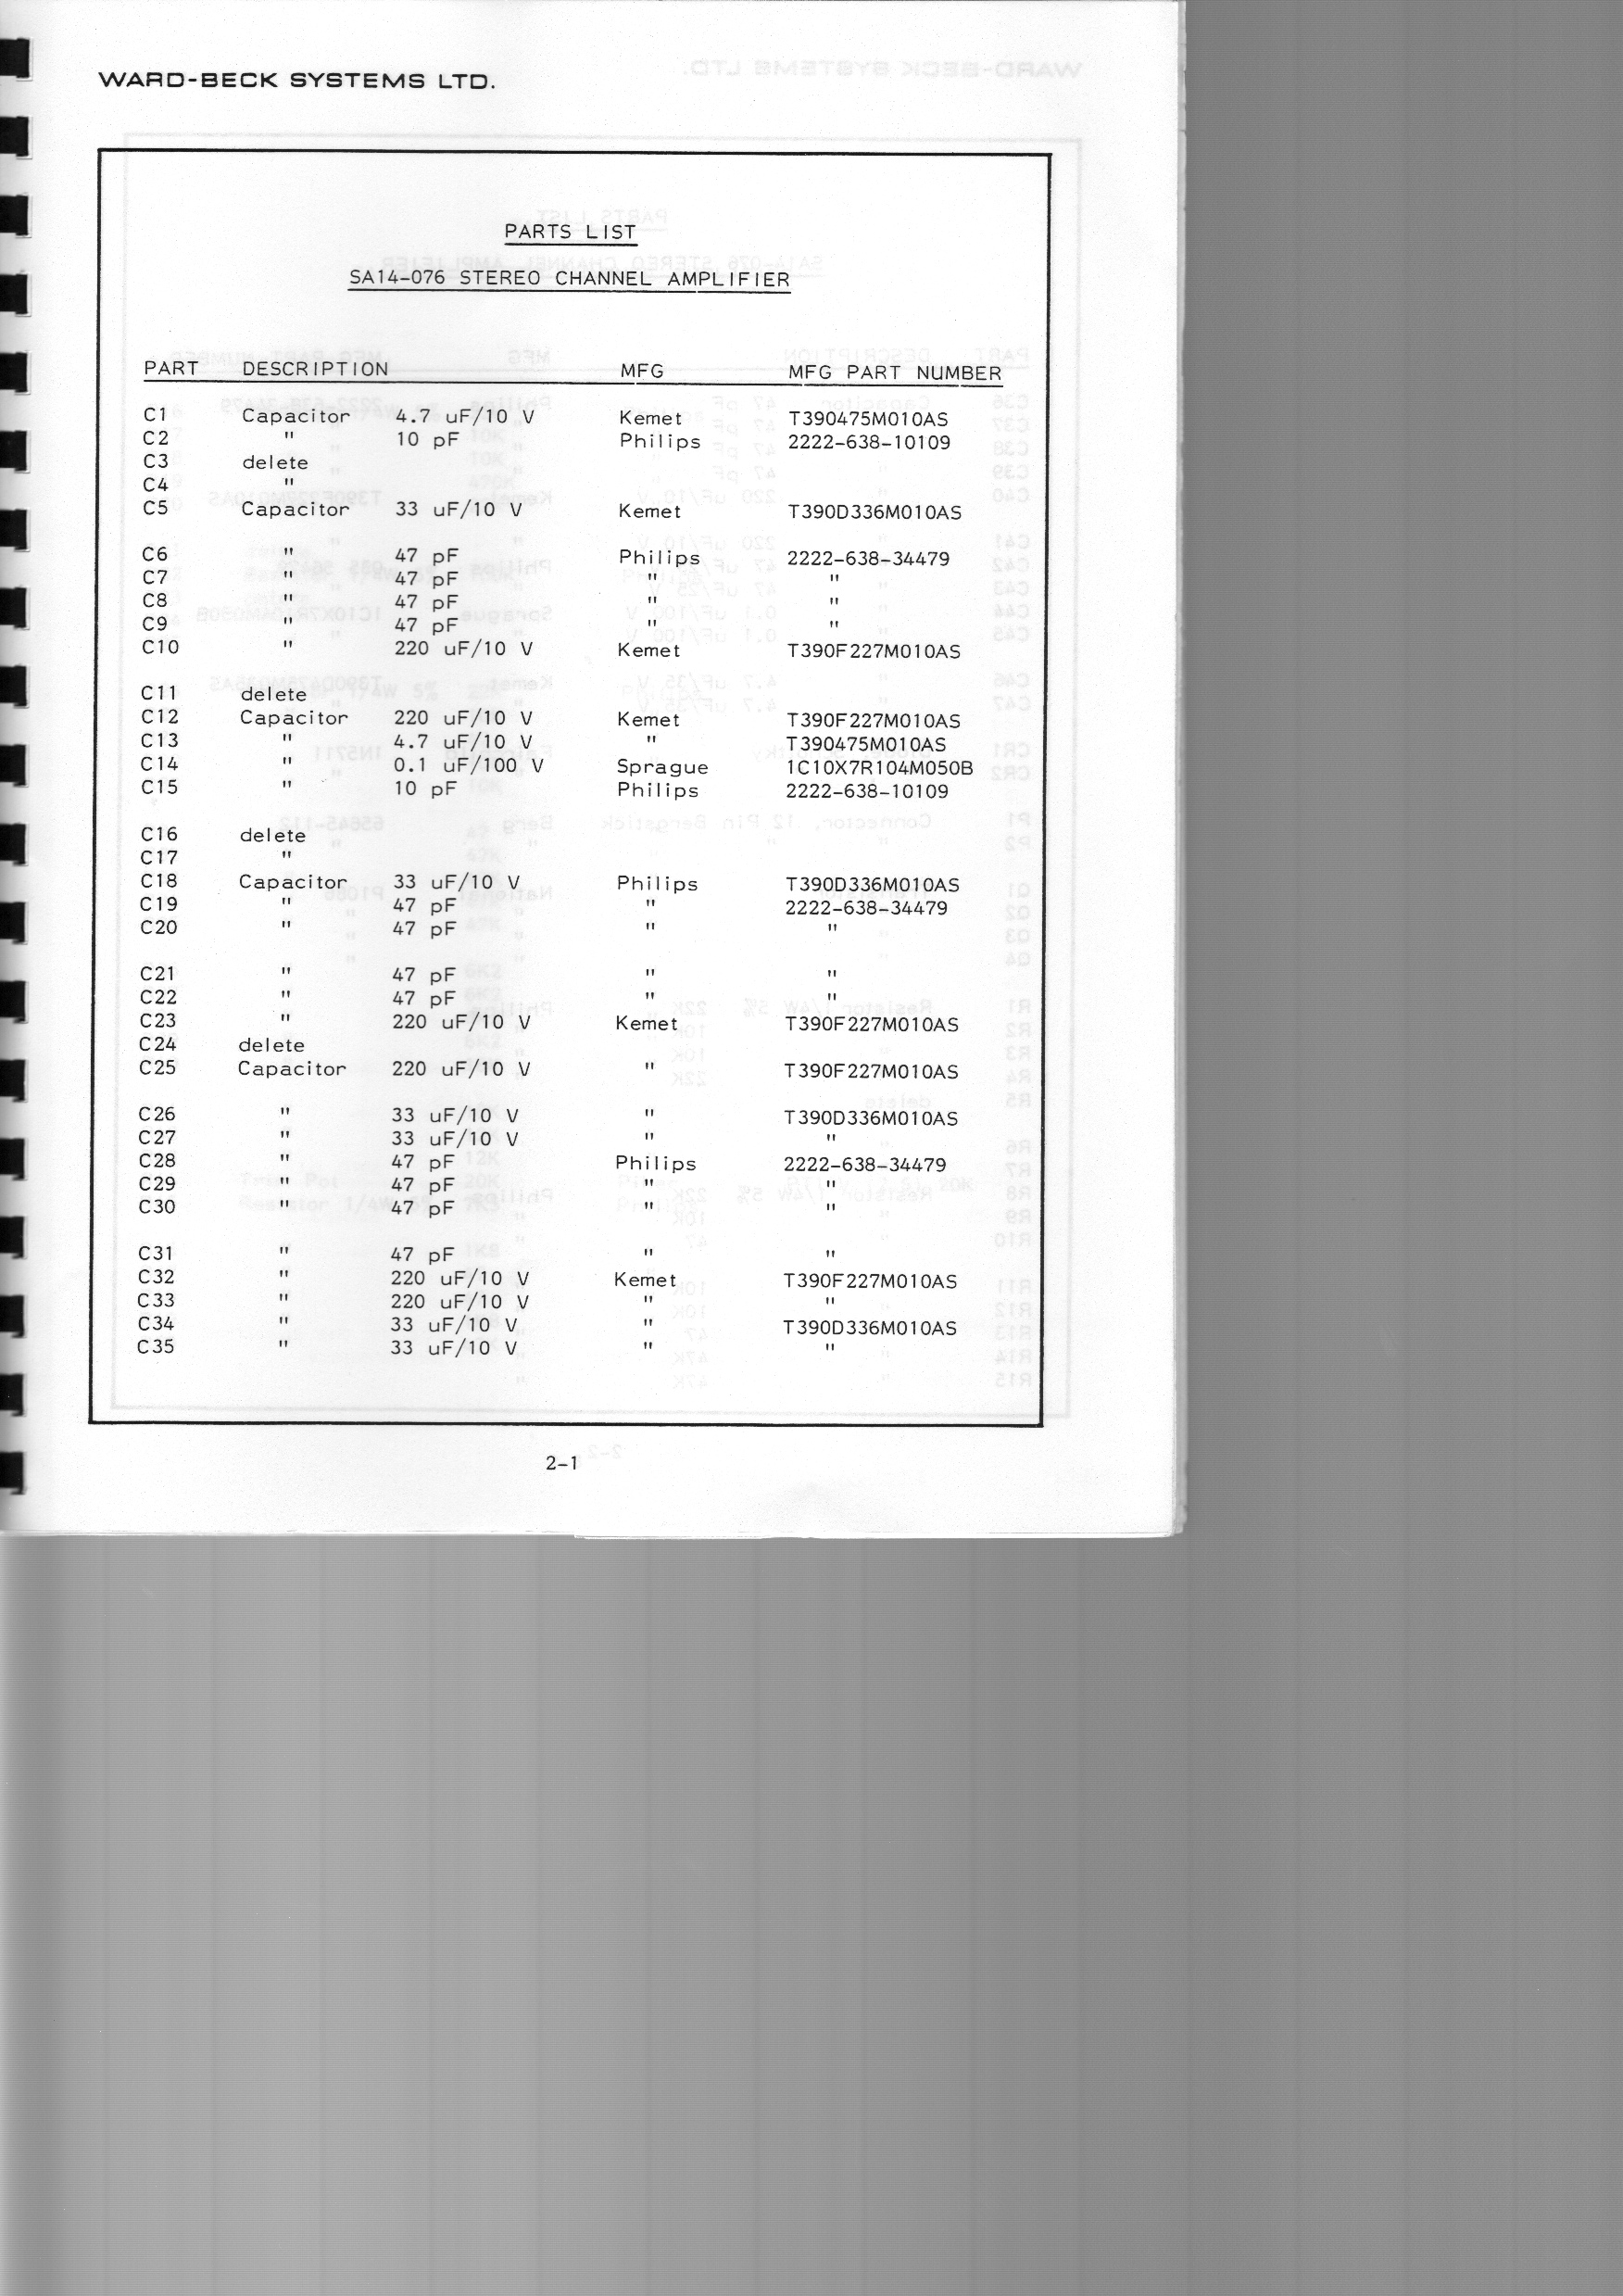 WARD-BECK SYSTEMS LTD.
PARTS LIST
SA14-076 STEREO CHANNEL AMPLIFIER
PART DESCRIPTION MFG MFG PART NUMBER
C1 Capacitor 4.7 uF/10 V Kemet T390475M010AS
C2 " 10 pF Philips 2222-638-10109
C3 delete
C4 "
C5 Capacitor 33 uF/10 V Kemet T390D336M010AS
C6 " 47 pF Philips 2222-638-34479
C7 " 47 pF " "
C8 " 47 pF " "
C9 " 47 pF " "
C10 " 220 uF/10 V Kemet T390F227M010AS
C11 delete
C12 Capacitor 220 uF/10 V Kemet T390F227M010AS
C13 " 4.7 uF/10 V " T390475M010AS
C14 " 0.1 uF/100 V Sprague 1C10X7R104M050B
C15 " 10 pF Philips 2222-638-10109
C16 delete
C17 "
C18 Capacitor 33 uF/10 V Philips T390D336M010AS
C19 " 47 pF " 2222-638-34479
C20 " 47 pF " "
C21 " 47 pF " "
C22 " 47 pF " "
C23 " 220 uF/10 V Kemet T390F227M010AS
C24 delete
C25 Capacitor 220 uF/10 V " T390F227M010AS
C26 " 33 uF/10 V " T390D336M010AS
C27 " 33 uF/10 V " "
C28 " 47 pF Philips 2222-638-34479
C29 " 47 pF " "
C30 " 47 pF " "
C31 " 47 pF " "
C32 " 220 uF/10 V Kemet T390F227M010AS
C33 " 220 uF/10 V " "
C34 " 33 uF/10 V " T390D336M010AS
C35 " 33 uF/10 V " "
2-1